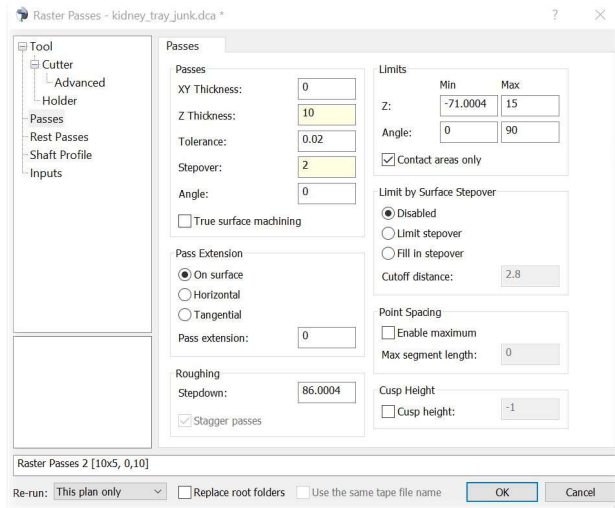 Raster Passes - kidney_tray_junk.dca *
? ×
Tool
Cutter
Advanced
Holder
Passes
Rest Passes
Shaft Profile
Inputs
Passes
Passes
XY Thickness: 0
Z Thickness: 10
Tolerance: 0.02
Stepover: 2
Angle: 0
True surface machining
Pass Extension
On surface
Horizontal
Tangential
Pass extension: 0
Roughing
Stepdown: 86.0004
Stagger passes
Limits
Min Max
Z: -71.0004 15
Angle: 0 90
Contact areas only
Limit by Surface Stepover
Disabled
Limit stepover
Fill in stepover
Cutoff distance: 2.8
Point Spacing
Enable maximum
Max segment length: 0
Cusp Height
Cusp height: -1
Raster Passes 2 [10x5, 0,10]
Re-run: This plan only Replace root folders Use the same tape file name OK Cancel